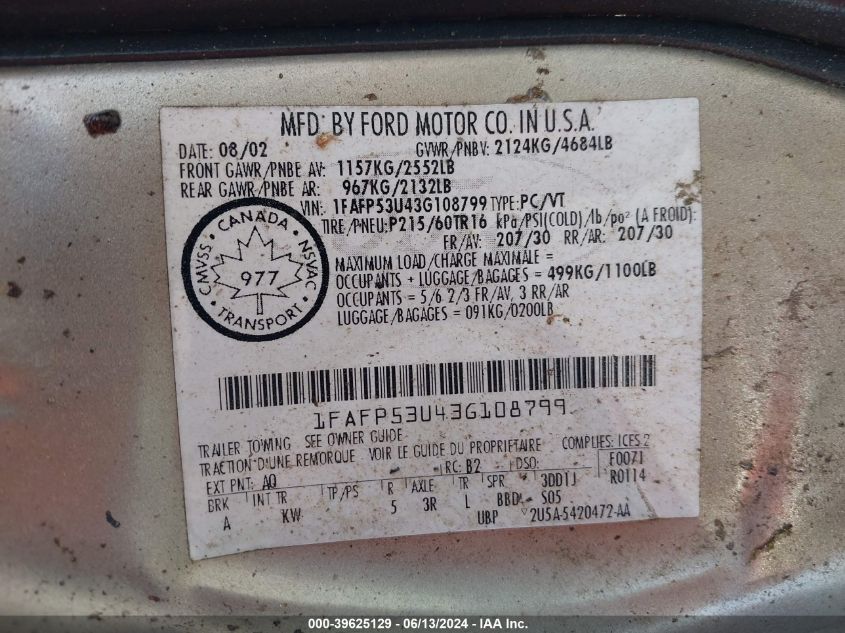 MFD. BY FORD MOTOR CO. IN U.S.A.
DATE: 08/02 GVWR/PNBV: 2124KG/4684LB
FRONT GAWR/PNBE AV: 1157KG/2552LB
REAR GAWR/PNBE AR: 967KG/2132LB
VIN: 1FAFP53U43G108799 TYPE: PC/VT
TIRE/PNEU: P215/60TR16 kPa/PSI(COLD)/lb/po² (A FROID):
FR/AV: 207/30 RR/AR: 207/30
MAXIMUM LOAD/CHARGE MAXIMALE =
OCCUPANTS + LUGGAGE/BAGAGES = 499KG/1100LB
OCCUPANTS = 5/6 2/3 FR/AV, 3 RR/AR
LUGGAGE/BAGAGES = 091KG/0200LB
CANADA
CMVSS NSVAC
977
TRANSPORT
1FAFP53U43G108799
TRAILER TOWING SEE OWNER GUIDE
TRACTION D'UNE REMORQUE VOIR LE GUIDE DU PROPRIETAIRE COMPLIES: ICES 2
EXT PNT: AQ RC: B2 DSO: F0071
BRK INT TR TP/PS R AXLE TR SPR 3DD1J R0114
A KW 5 3R L BBD S05
UBP 2U5A-5420472-AA
000-39625129 - 06/13/2024 - IAA Inc.